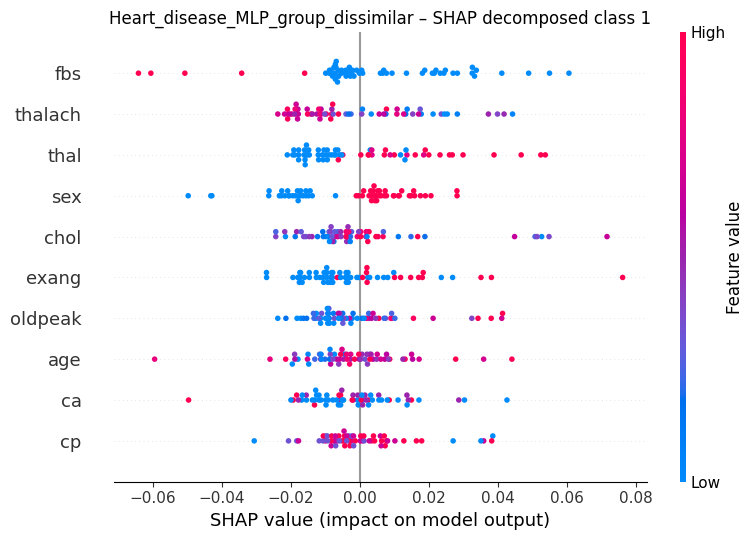 Heart_disease_MLP_group_dissimilar – SHAP decomposed class 1
High
fbs
thalach
thal
sex
chol
exang
oldpeak
age
ca
cp
Feature value
Low
−0.06 −0.04 −0.02 0.00 0.02 0.04 0.06 0.08
SHAP value (impact on model output)